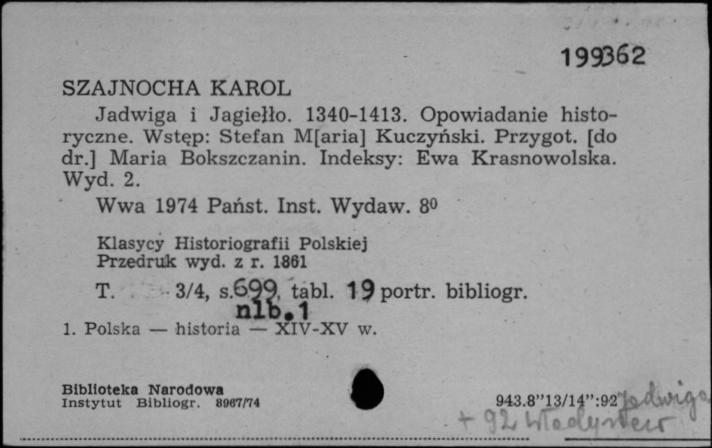 199362
SZAJNOCHA KAROL
Jadwiga i Jagiełło. 1340-1413. Opowiadanie histo-
ryczne. Wstęp: Stefan M[aria] Kuczyński. Przygot. [do
dr.] Maria Bokszczanin. Indeksy: Ewa Krasnowolska.
Wyd. 2.
Wwa 1974 Państ. Inst. Wydaw. 8⁰
Klasycy Historiografii Polskiej
Przedruk wyd. z r. 1861
T. 3/4, s.699, tabl. 19 portr. bibliogr.
nlb.1
1. Polska — historia — XIV-XV w.
Biblioteka Narodowa
Instytut Bibliogr. 8967/74
943.8"13/14":92 Jadwiga
+ 92 Władysław